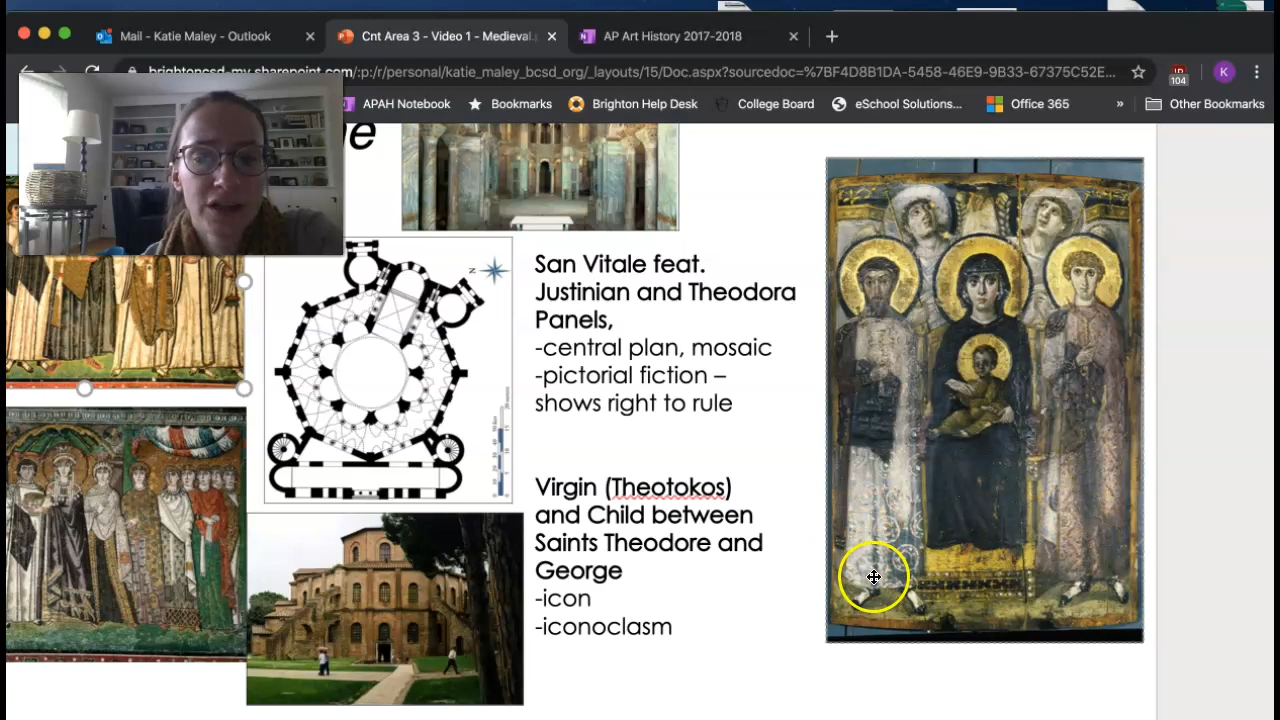 Mail - Katie Maley - Outlook
Cnt Area 3 - Video 1 - Medieval.
AP Art History 2017-2018
brightoncsd-my.sharepoint.com/:p:/r/personal/katie_maley_bcsd_org/_layouts/15/Doc.aspx?sourcedoc=%7BF4D8B1DA-5458-46E9-9B33-67375C52E...
104
K
APAH Notebook
Bookmarks
Brighton Help Desk
College Board
eSchool Solutions...
Office 365
»
Other Bookmarks
San Vitale feat.
Justinian and Theodora
Panels,
-central plan, mosaic
-pictorial fiction –
shows right to rule
Virgin (Theotokos)
and Child between
Saints Theodore and
George
-icon
-iconoclasm